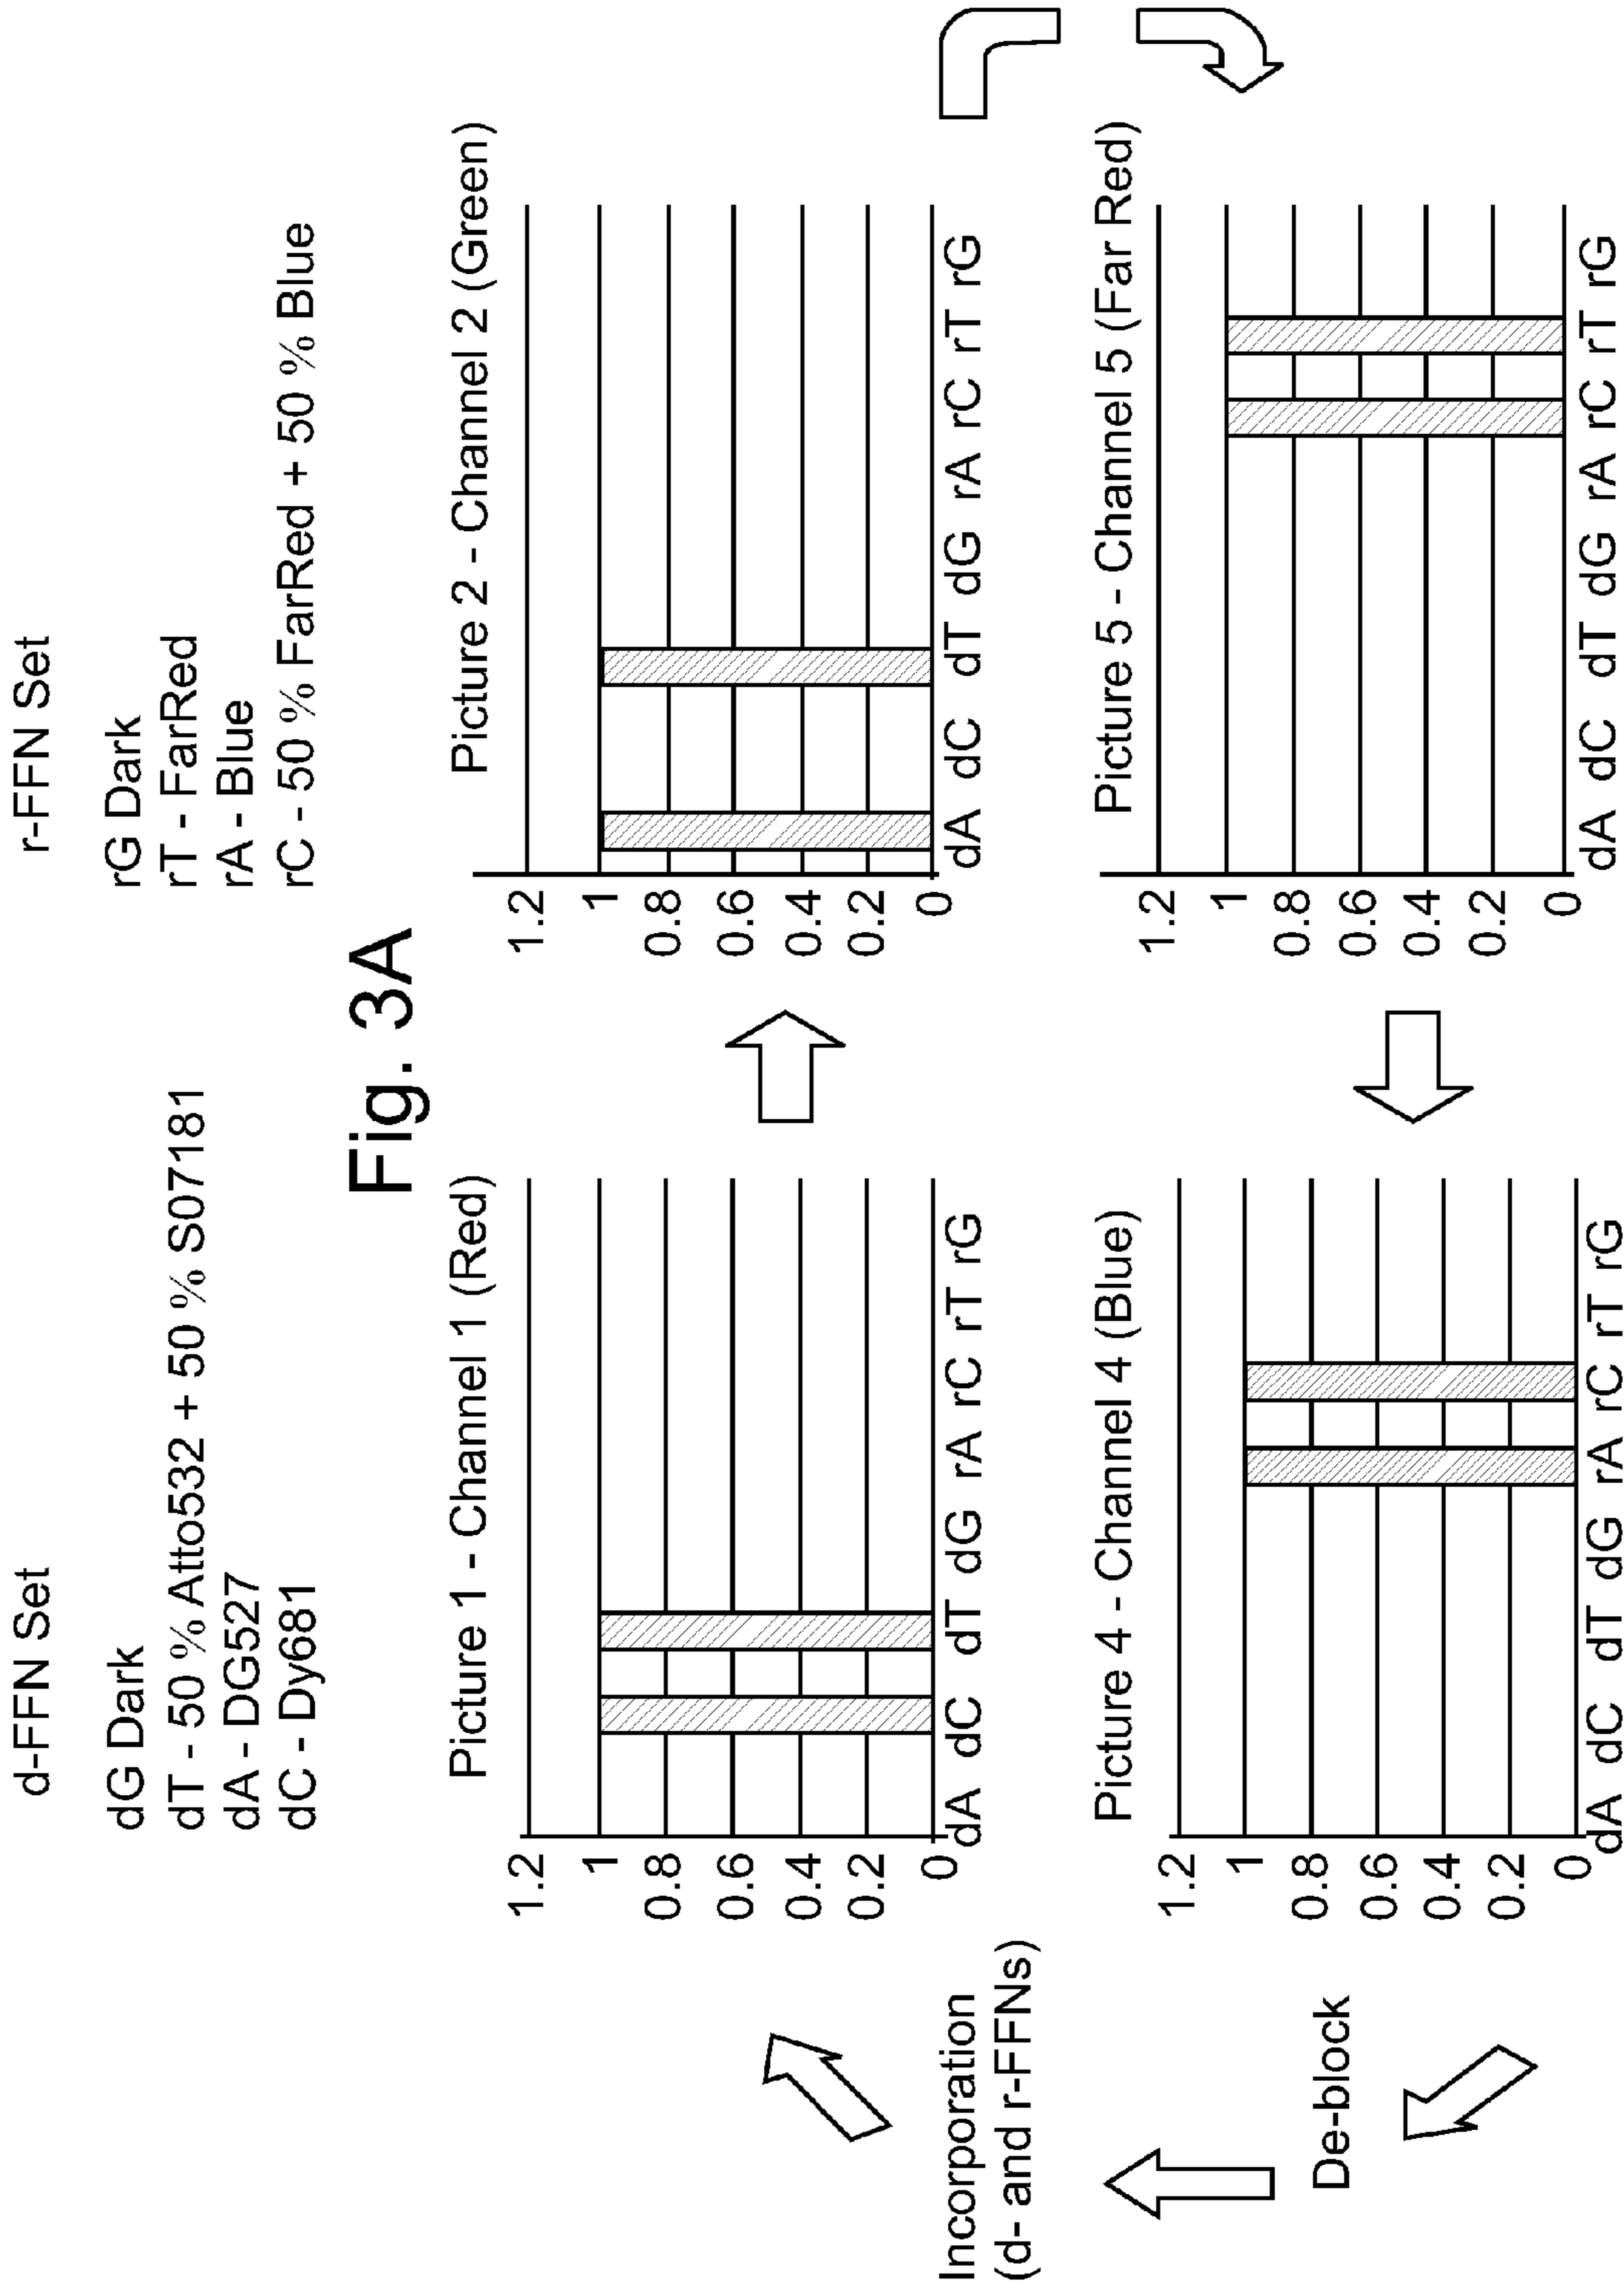 d-FFN Set
dG Dark
dT - 50 % Atto532 + 50 % S07181
dA - DG527
dC - Dy681
r-FFN Set
rG Dark
rT - FarRed
rA - Blue
rC - 50 % FarRed + 50 % Blue
Fig. 3A
Picture 1 - Channel 1 (Red)
1.2
1
0.8
0.6
0.4
0.2
0
dA dC dT dG rA rC rT rG
Picture 2 - Channel 2 (Green)
1.2
1
0.8
0.6
0.4
0.2
0
dA dC dT dG rA rC rT rG
Incorporation
(d- and r-FFNs)
De-block
Picture 4 - Channel 4 (Blue)
1.2
1
0.8
0.6
0.4
0.2
0
dA dC dT dG rA rC rT rG
Picture 5 - Channel 5 (Far Red)
1.2
1
0.8
0.6
0.4
0.2
0
dA dC dT dG rA rC rT rG